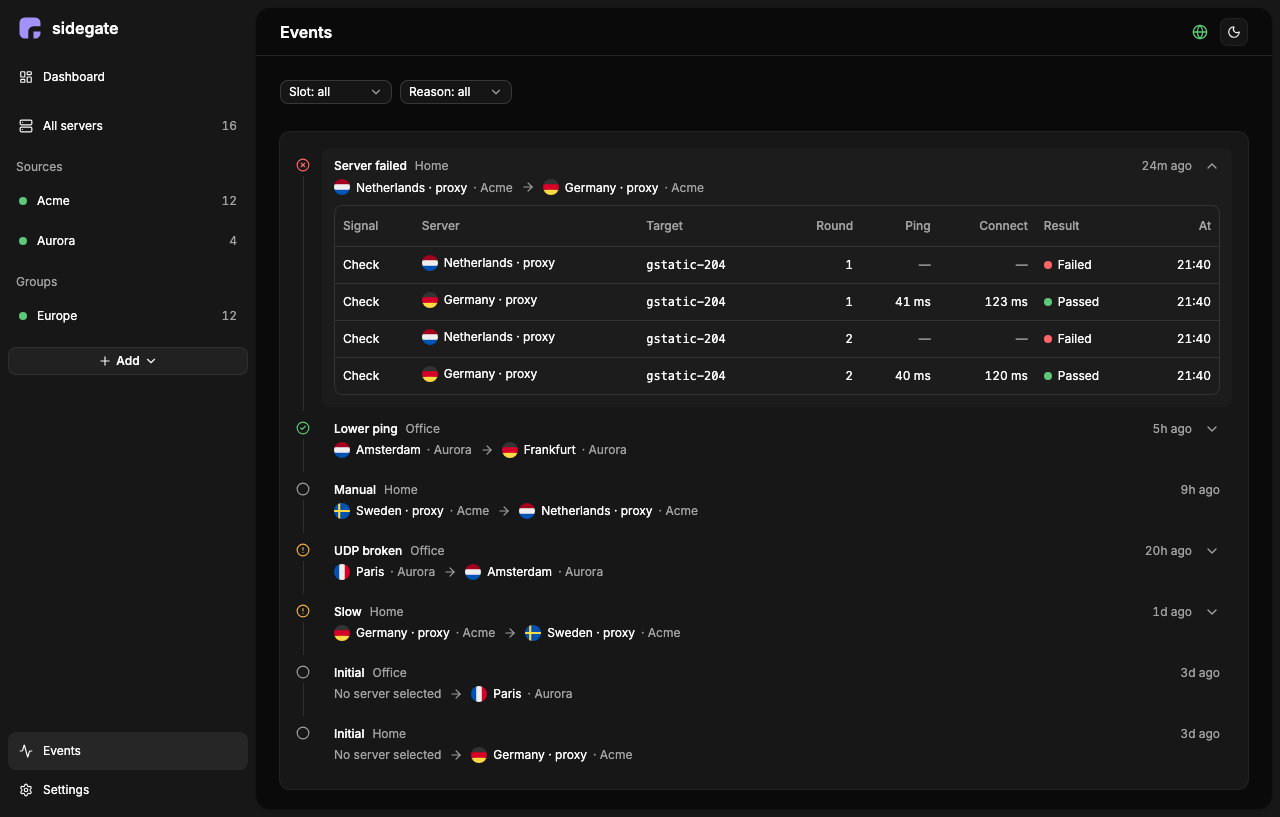 sidegate
Dashboard
All servers 16
Sources
Acme 12
Aurora 4
Groups
Europe 12
Add
Events
Settings
Events
Slot: all Reason: all
Server failed Home 24m ago
Netherlands · proxy · Acme → Germany · proxy · Acme
Signal Server Target Round Ping Connect Result At
Check Netherlands · proxy gstatic-204 1 — — Failed 21:40
Check Germany · proxy gstatic-204 1 41 ms 123 ms Passed 21:40
Check Netherlands · proxy gstatic-204 2 — — Failed 21:40
Check Germany · proxy gstatic-204 2 40 ms 120 ms Passed 21:40
Lower ping Office 5h ago
Amsterdam · Aurora → Frankfurt · Aurora
Manual Home 9h ago
Sweden · proxy · Acme → Netherlands · proxy · Acme
UDP broken Office 20h ago
Paris · Aurora → Amsterdam · Aurora
Slow Home 1d ago
Germany · proxy · Acme → Sweden · proxy · Acme
Initial Office 3d ago
No server selected → Paris · Aurora
Initial Home 3d ago
No server selected → Germany · proxy · Acme